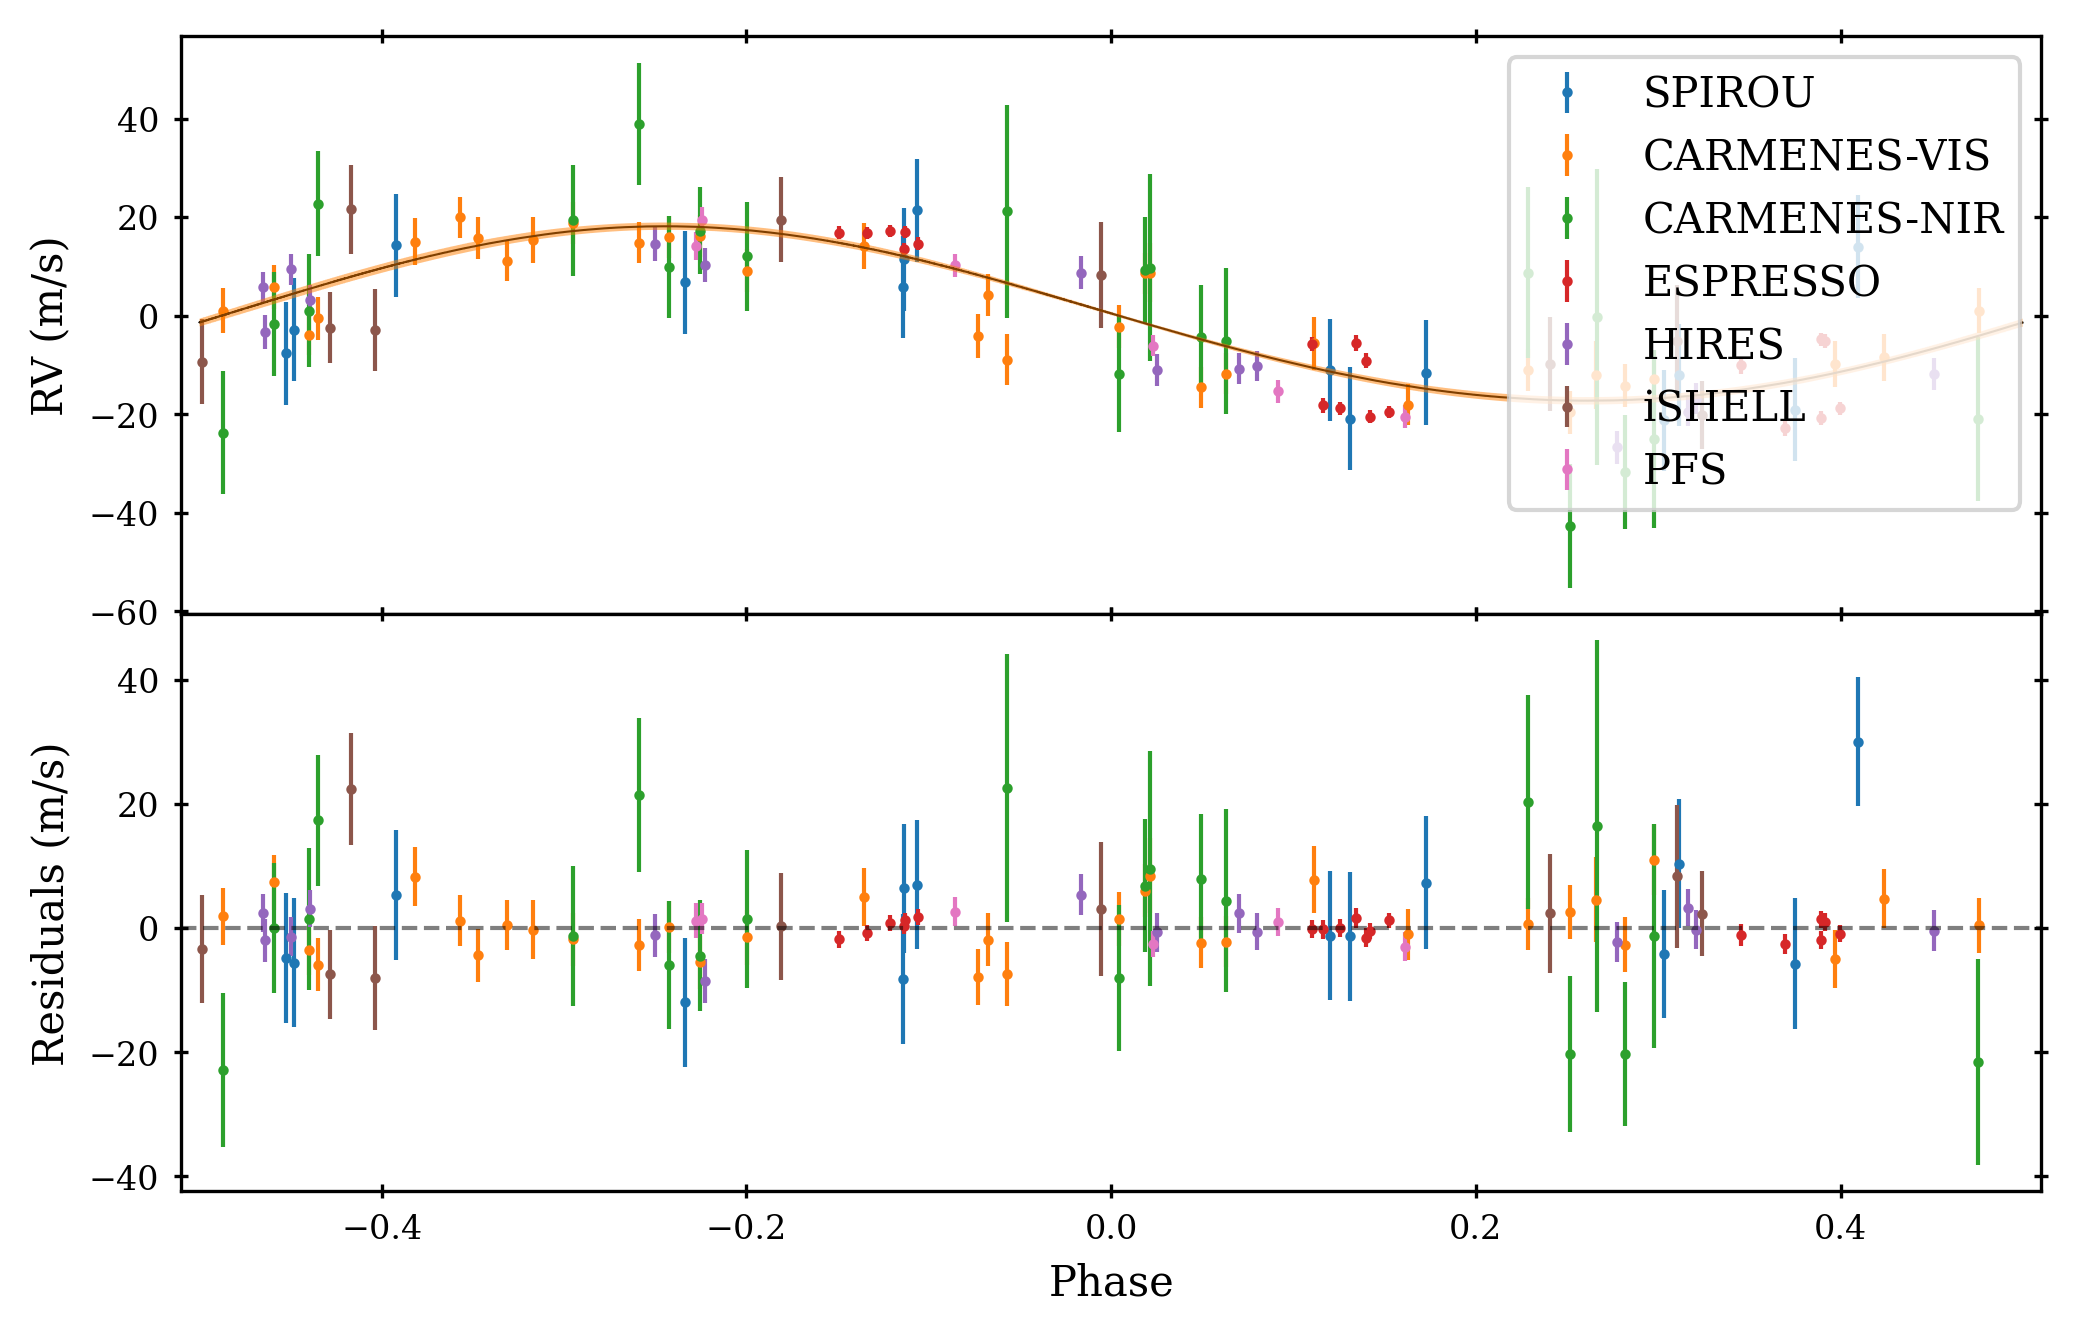 RV (m/s)
40
20
0
−20
−40
−60
SPIROU
CARMENES-VIS
CARMENES-NIR
ESPRESSO
HIRES
iSHELL
PFS
Residuals (m/s)
40
20
0
−20
−40
−0.4 −0.2 0.0 0.2 0.4
Phase